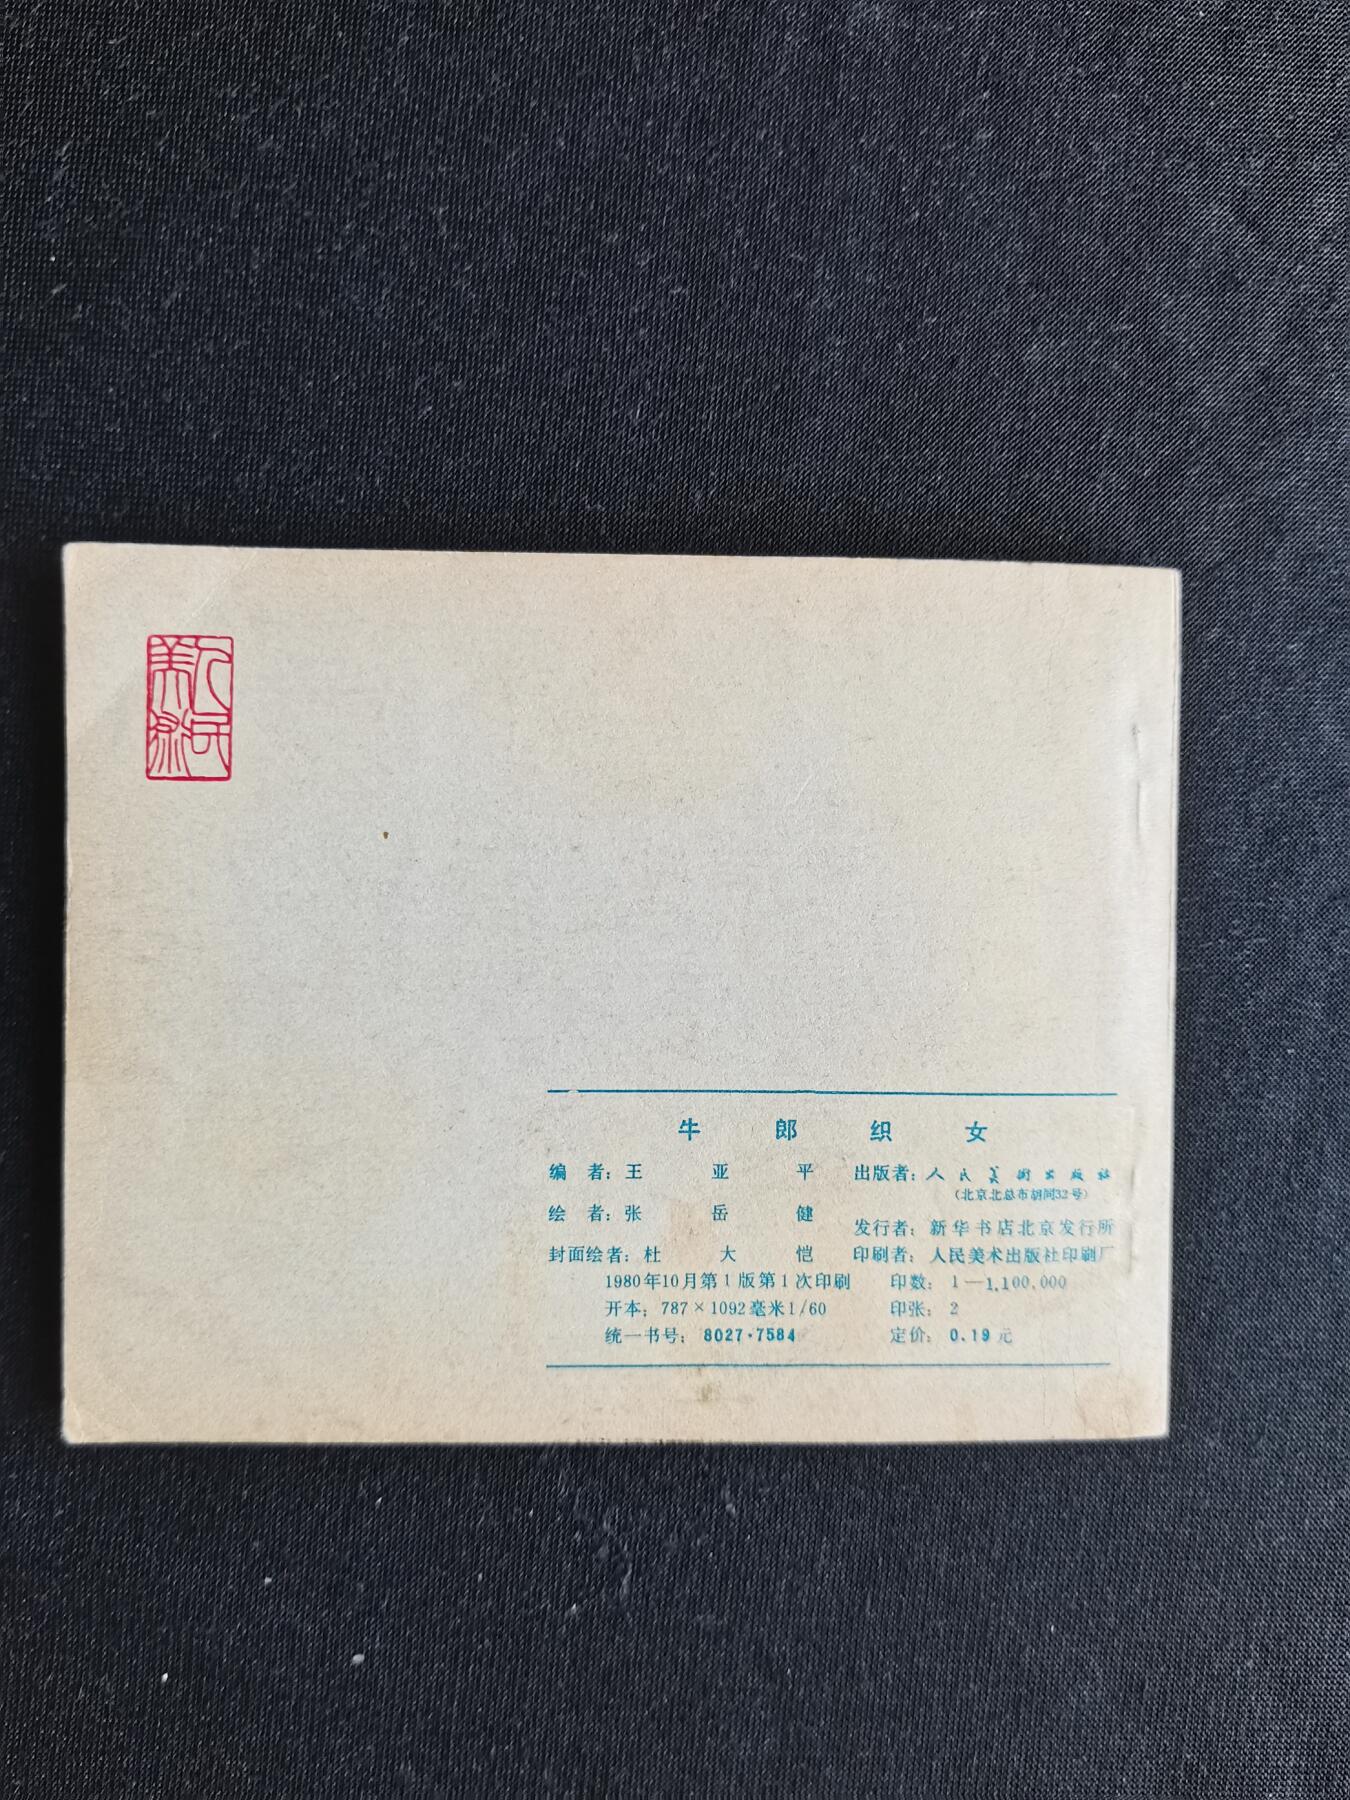 人民美术
牛郎织女
编者：王亚平
绘者：张岳健
封面绘者：杜大恺
出版者：人民美术出版社
（北京北总布胡同32号）
发行者：新华书店北京发行所
印刷者：人民美术出版社印刷厂
1980年10月第1版第1次印刷 印数：1—1,100,000
开本：787×1092毫米1/60 印张：2
统一书号：8027·7584 定价：0.19元